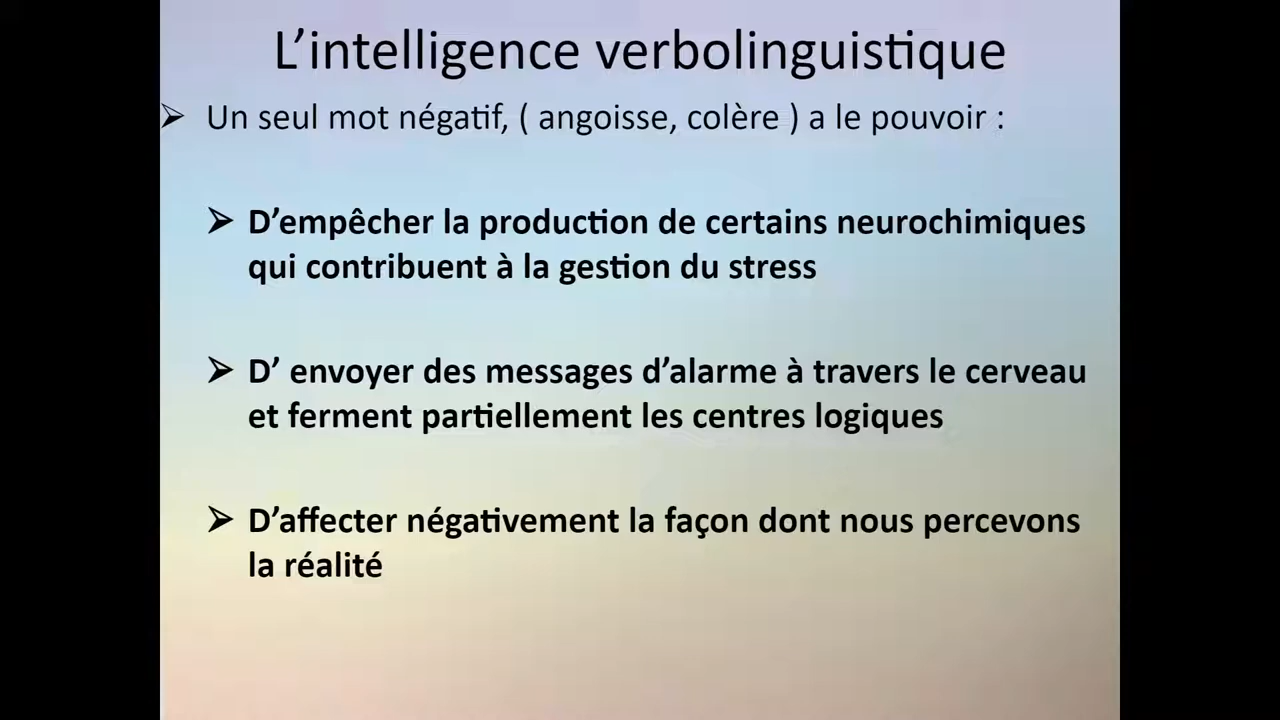 L’intelligence verbolinguistique
➢ Un seul mot négatif, ( angoisse, colère ) a le pouvoir :
➢ D’empêcher la production de certains neurochimiques
qui contribuent à la gestion du stress
➢ D’ envoyer des messages d’alarme à travers le cerveau
et ferment partiellement les centres logiques
➢ D’affecter négativement la façon dont nous percevons
la réalité